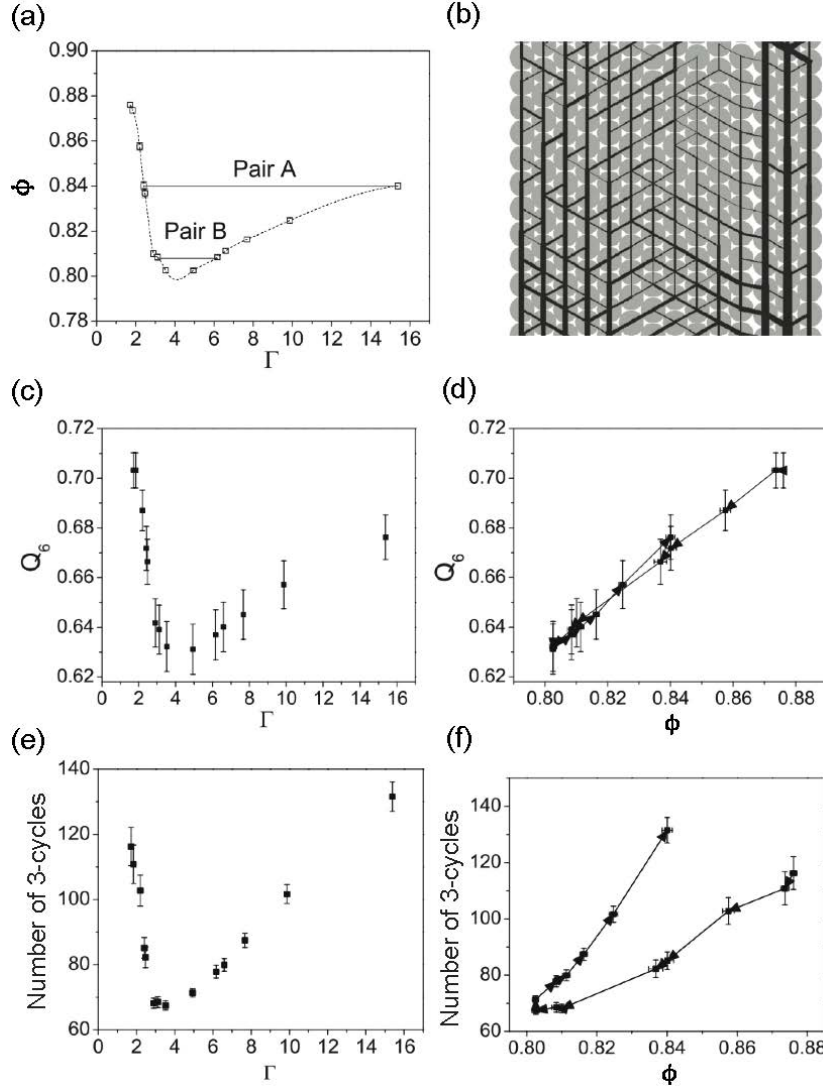 (a)
0.90
0.88
0.86
0.84
0.82
0.80
0.78
ϕ
Pair A
Pair B
0 2 4 6 8 10 12 14 16
Γ
(b)
(c)
0.72
0.70
0.68
0.66
0.64
0.62
Q6
0 2 4 6 8 10 12 14 16
Γ
(d)
0.72
0.70
0.68
0.66
0.64
0.62
Q6
0.80 0.82 0.84 0.86 0.88
ϕ
(e)
140
120
100
80
60
Number of 3-cycles
0 2 4 6 8 10 12 14 16
Γ
(f)
140
120
100
80
60
Number of 3-cycles
0.80 0.82 0.84 0.86 0.88
ϕ